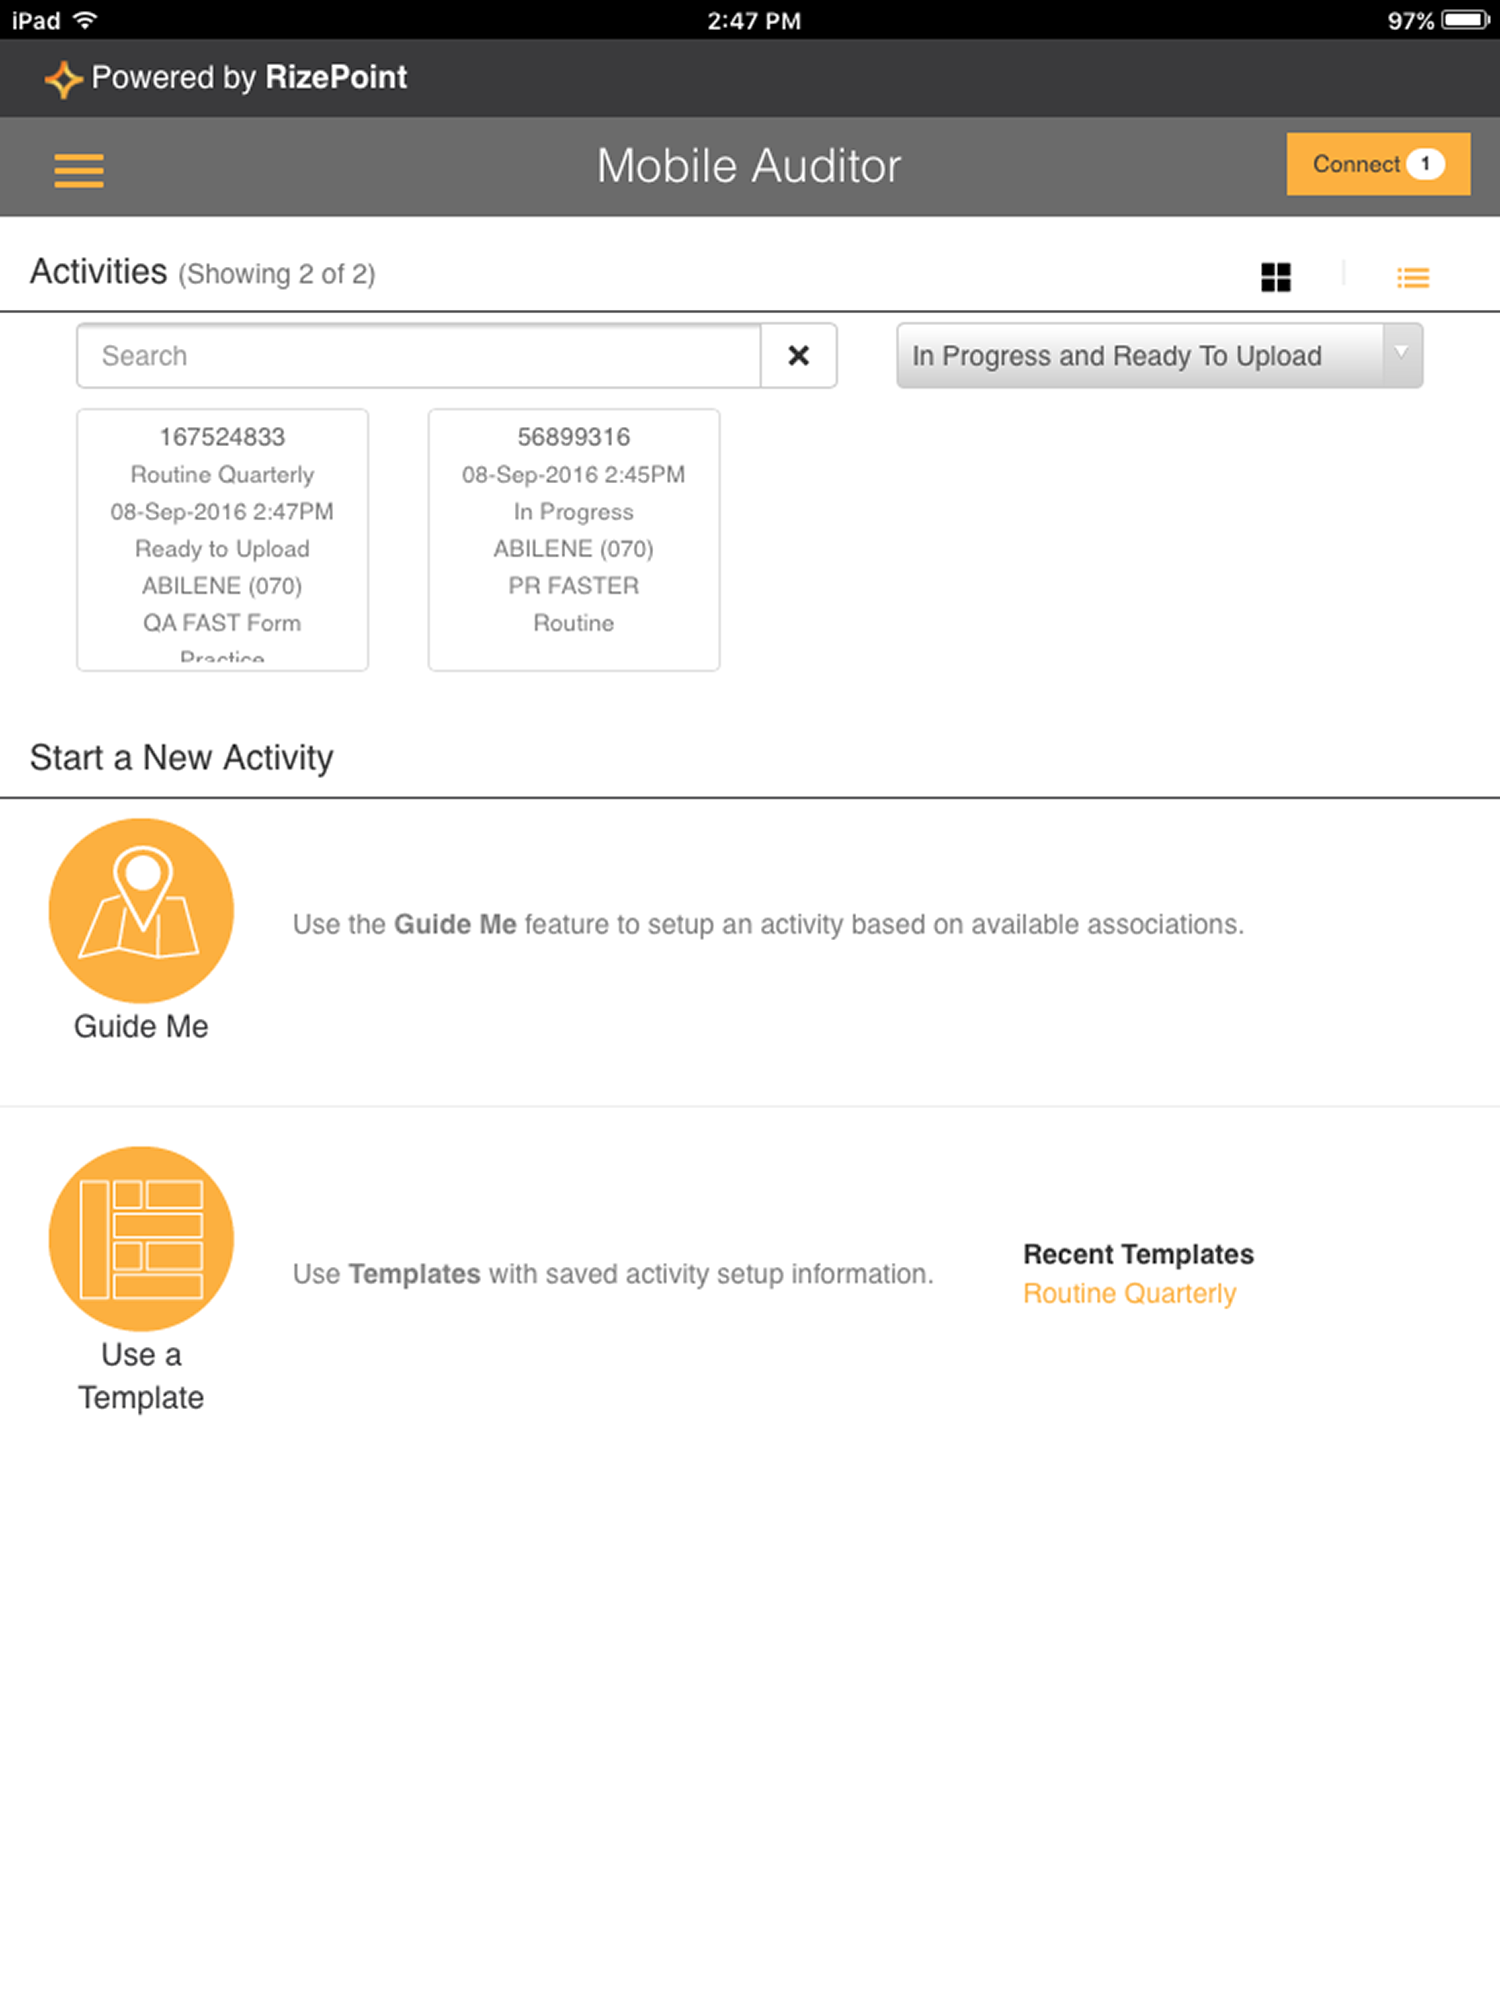 iPad 2:47 PM 97%
Powered by RizePoint
Mobile Auditor
Connect 1
Activities (Showing 2 of 2)
Search
In Progress and Ready To Upload
167524833
Routine Quarterly
08-Sep-2016 2:47PM
Ready to Upload
ABILENE (070)
QA FAST Form
Practice
56899316
08-Sep-2016 2:45PM
In Progress
ABILENE (070)
PR FASTER
Routine
Start a New Activity
Use the Guide Me feature to setup an activity based on available associations.
Guide Me
Use Templates with saved activity setup information.
Recent Templates
Routine Quarterly
Use a
Template